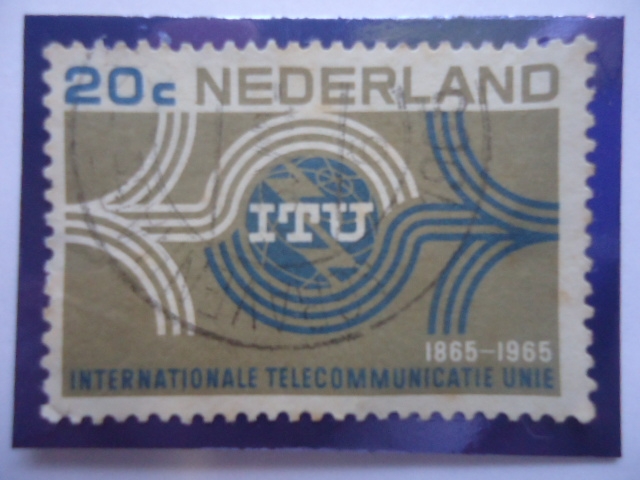 20c NEDERLAND
ITU
1865-1965
INTERNATIONALE TELECOMMUNICATIE UNIE